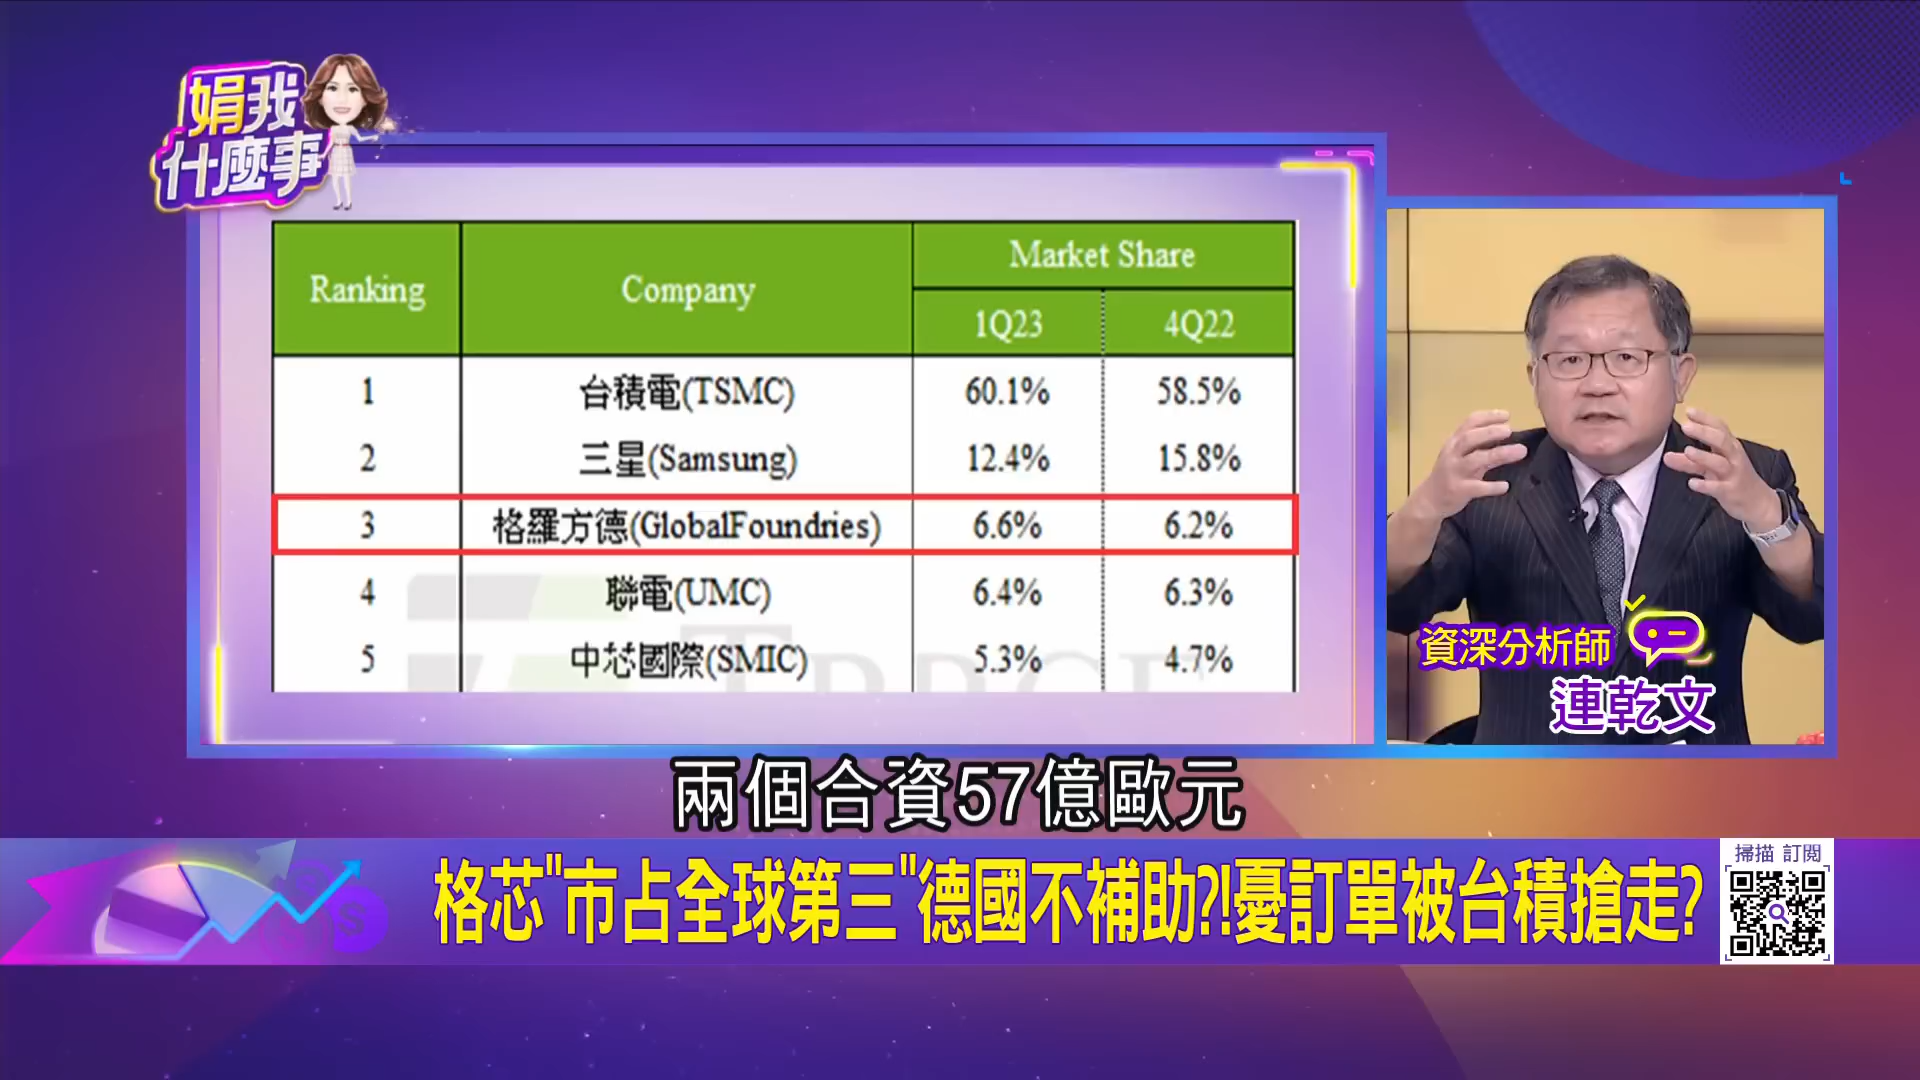 娟我
什麼事
Ranking Company Market Share
1Q23 4Q22
1 台積電(TSMC) 60.1% 58.5%
2 三星(Samsung) 12.4% 15.8%
3 格羅方德(GlobalFoundries) 6.6% 6.2%
4 聯電(UMC) 6.4% 6.3%
5 中芯國際(SMIC) 5.3% 4.7%
資深分析師
連乾文
兩個合資57億歐元
格芯"市占全球第三"德國不補助?!憂訂單被台積搶走?
掃描 訂閱